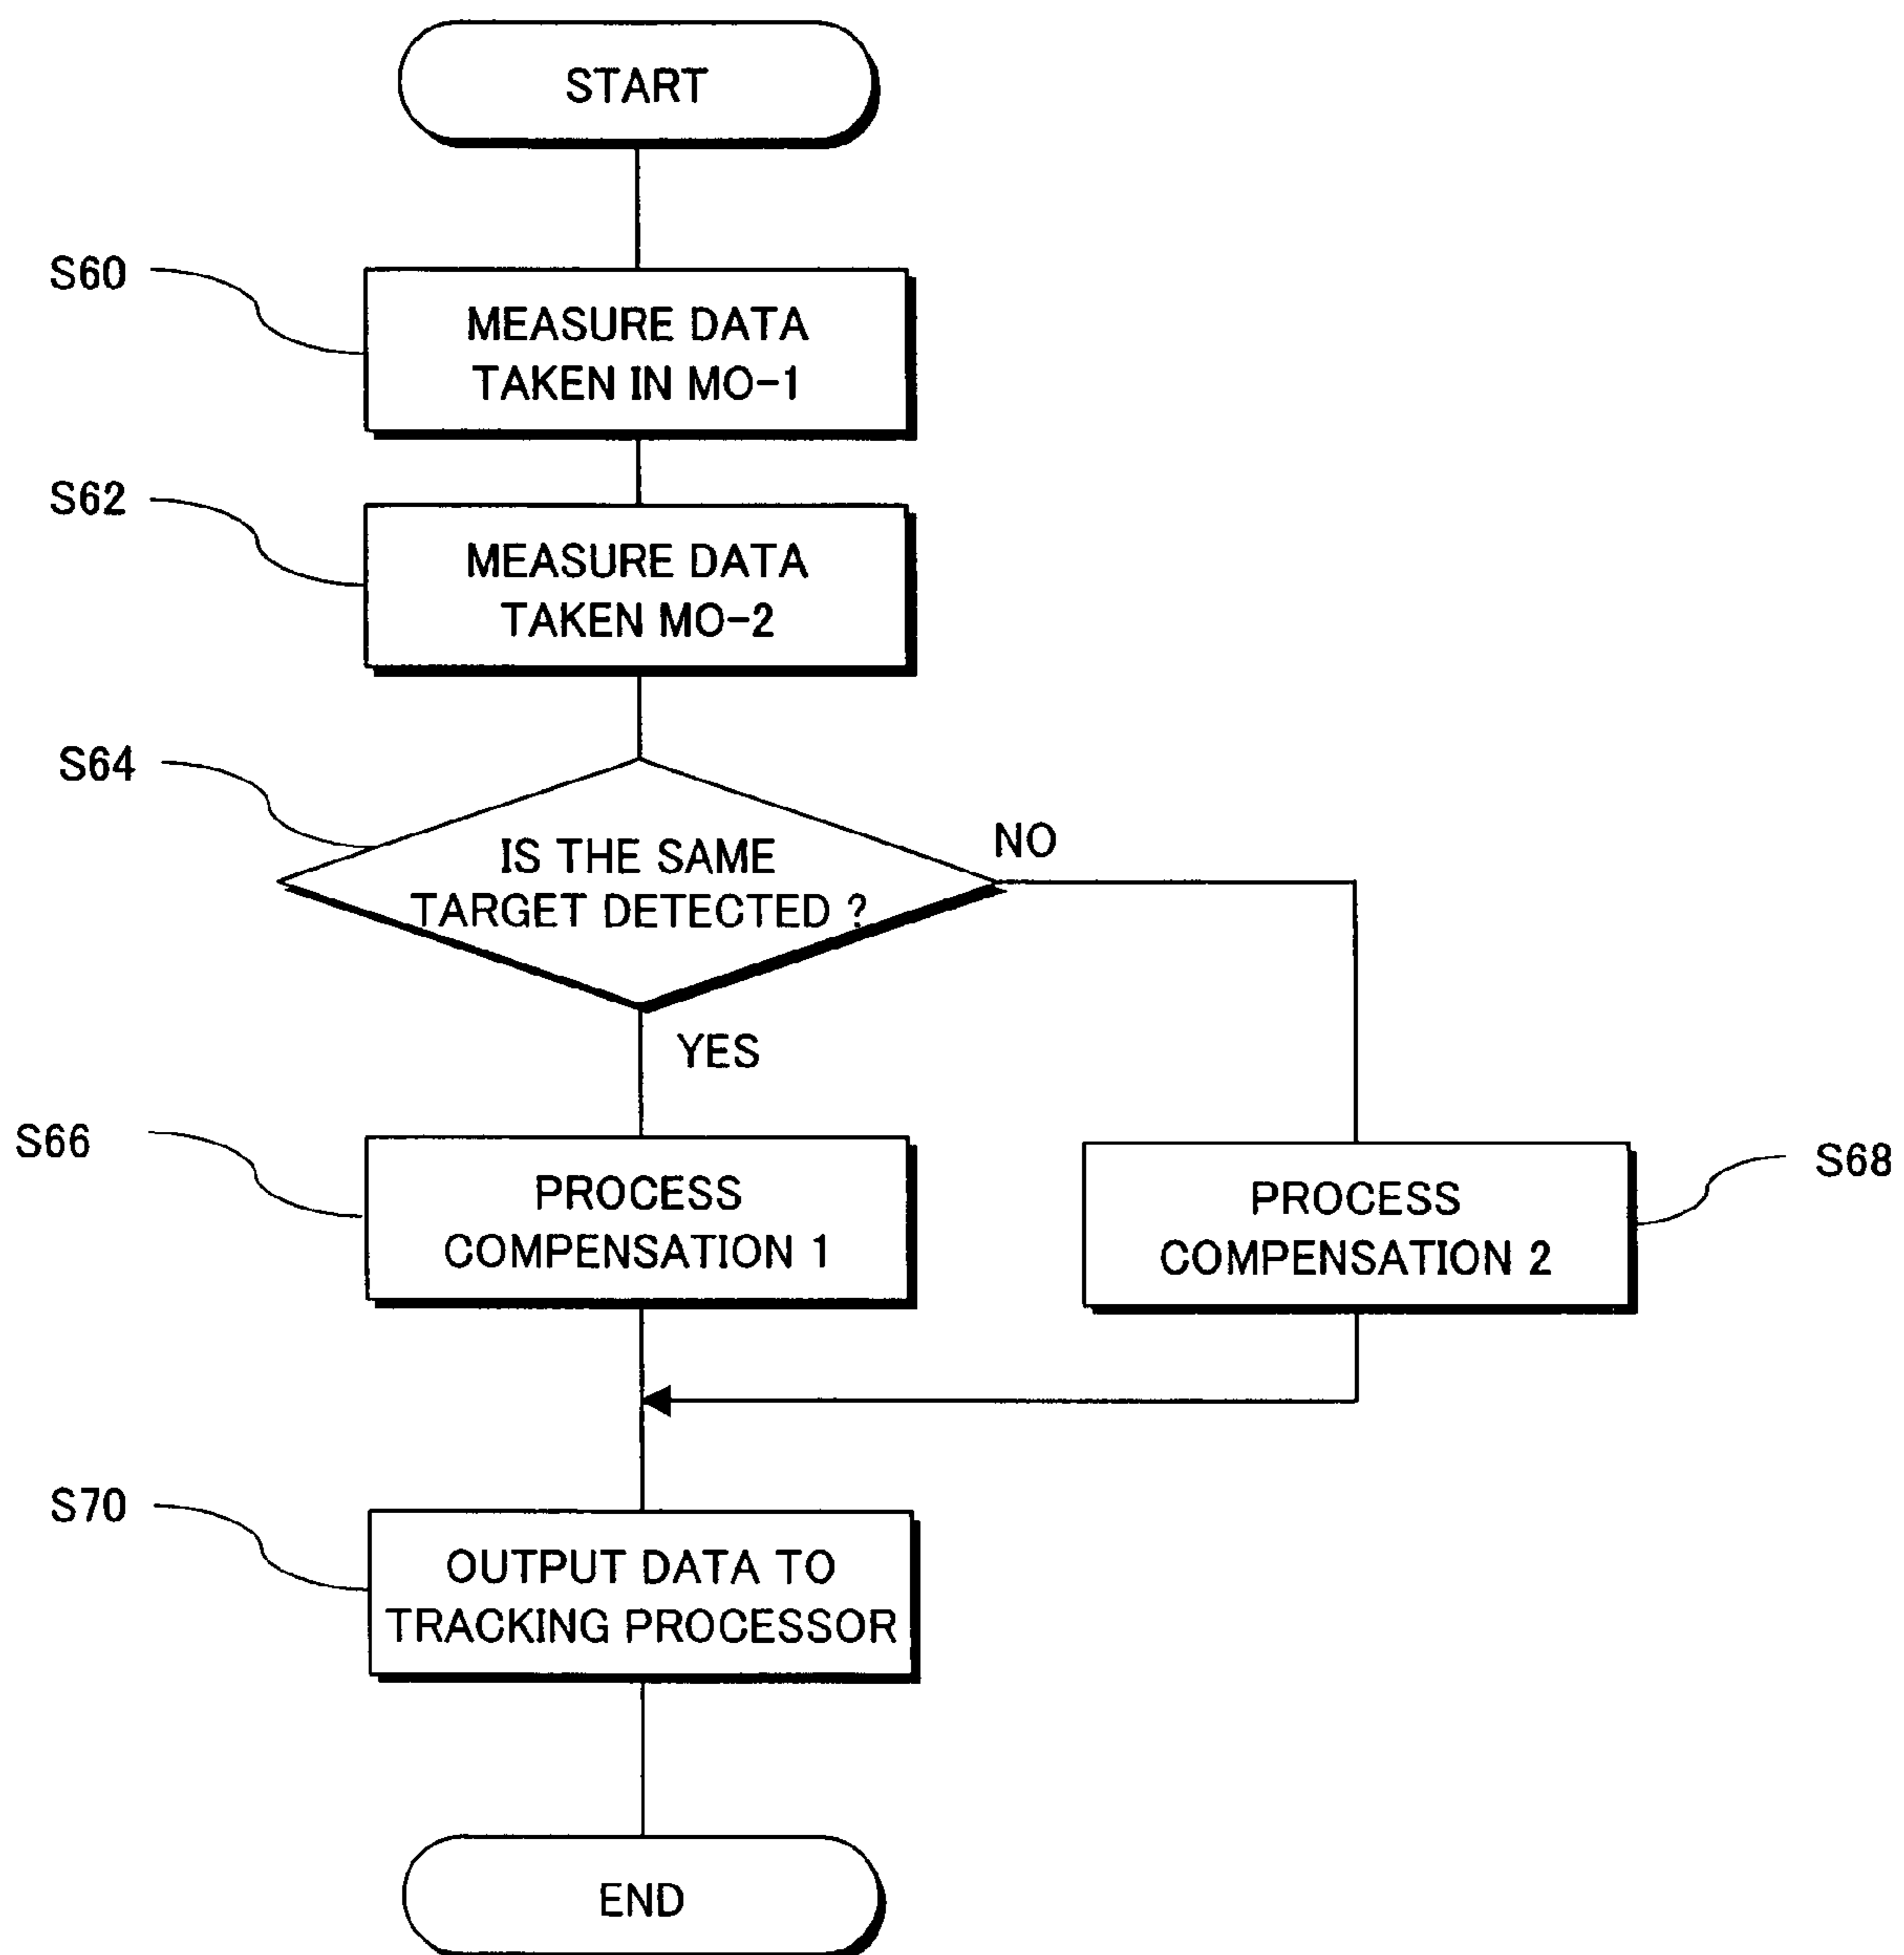 START
S60
MEASURE DATA
TAKEN IN MO-1
S62
MEASURE DATA
TAKEN MO-2
S64
IS THE SAME
TARGET DETECTED ?
NO
YES
S66
PROCESS
COMPENSATION 1
PROCESS
COMPENSATION 2
S68
S70
OUTPUT DATA TO
TRACKING PROCESSOR
END